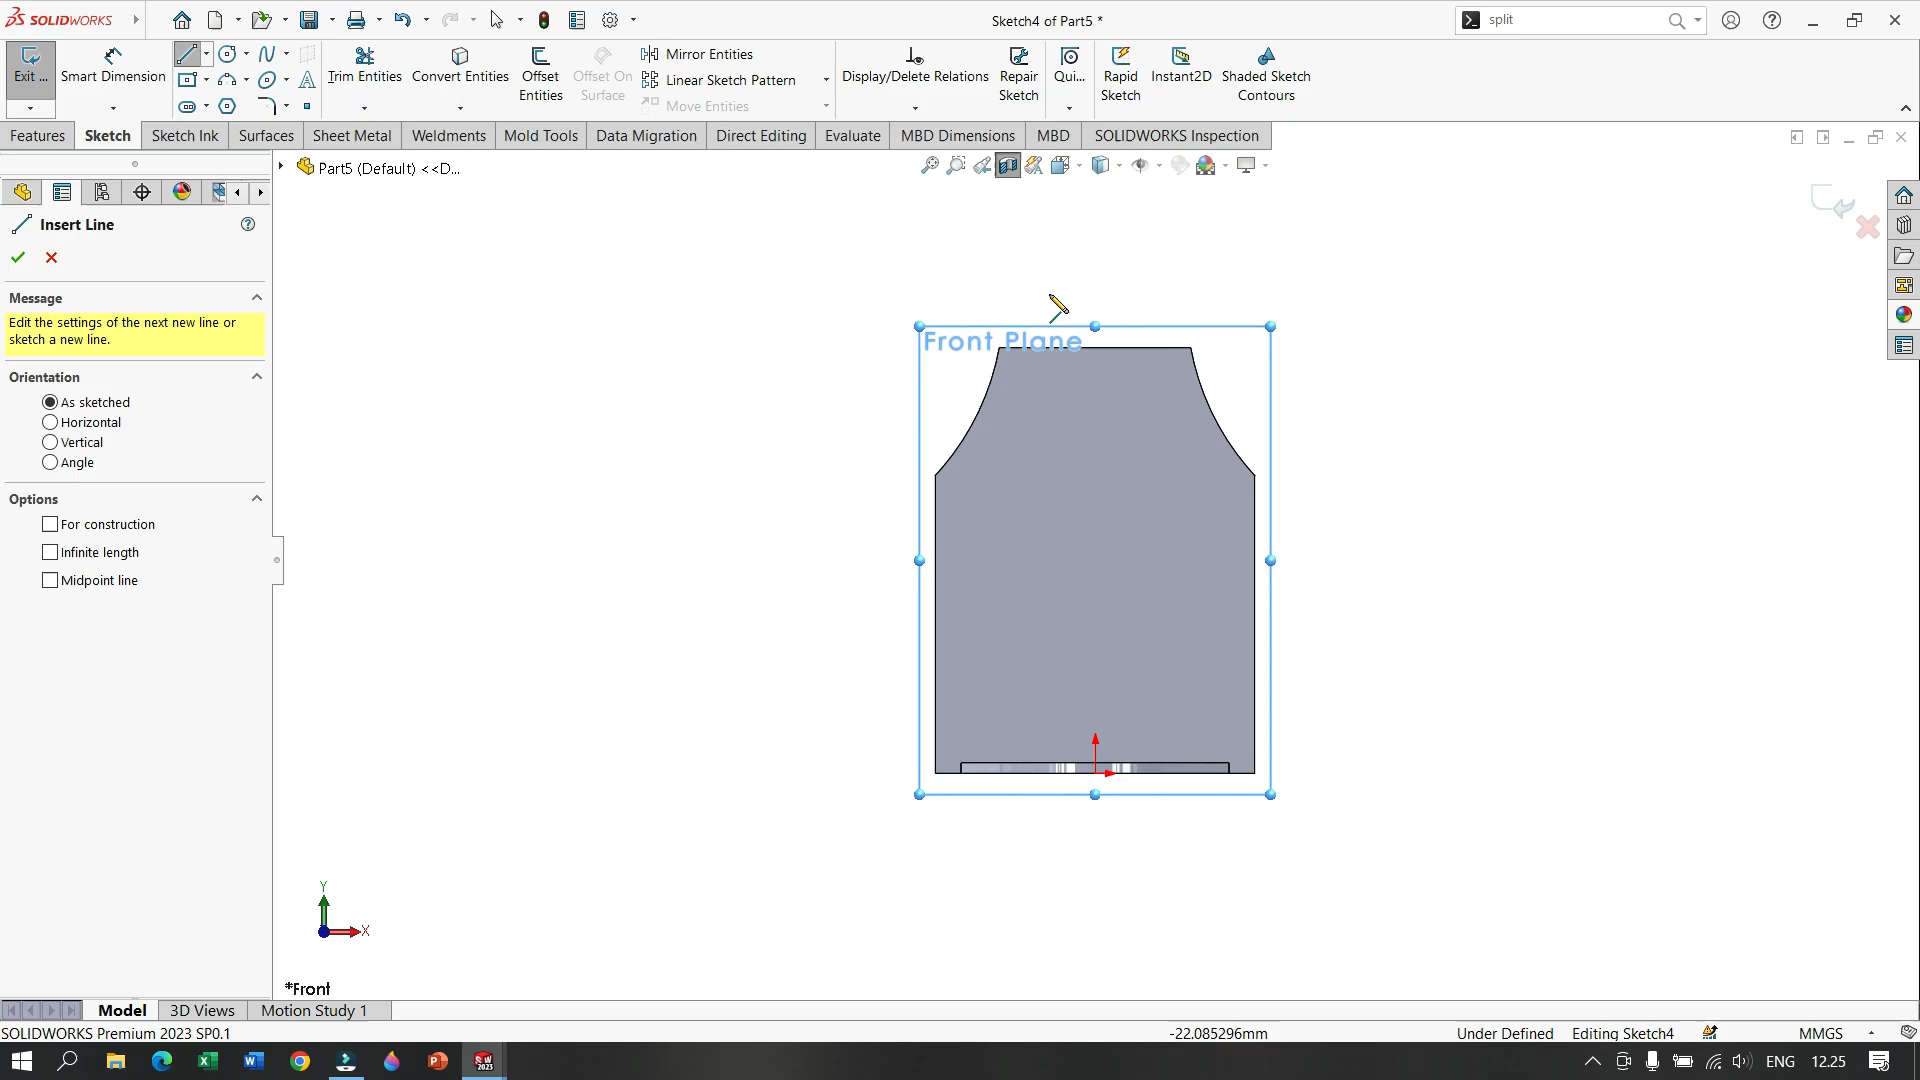 SOLIDWORKS
Sketch4 of Part5 *
split
Exit ...
Smart Dimension
Trim Entities
Convert Entities
Offset
Entities
Offset On
Surface
Mirror Entities
Linear Sketch Pattern
Move Entities
Display/Delete Relations
Repair
Sketch
Qui...
Rapid
Sketch
Instant2D
Shaded Sketch
Contours
Features
Sketch
Sketch Ink
Surfaces
Sheet Metal
Weldments
Mold Tools
Data Migration
Direct Editing
Evaluate
MBD Dimensions
MBD
SOLIDWORKS Inspection
Part5 (Default) <<D...
Insert Line
Message
Edit the settings of the next new line or
sketch a new line.
Orientation
As sketched
Horizontal
Vertical
Angle
Options
For construction
Infinite length
Midpoint line
Front Plane
Y
X
*Front
Model
3D Views
Motion Study 1
SOLIDWORKS Premium 2023 SP0.1
-22.085296mm
Under Defined
Editing Sketch4
MMGS
ENG
12.25